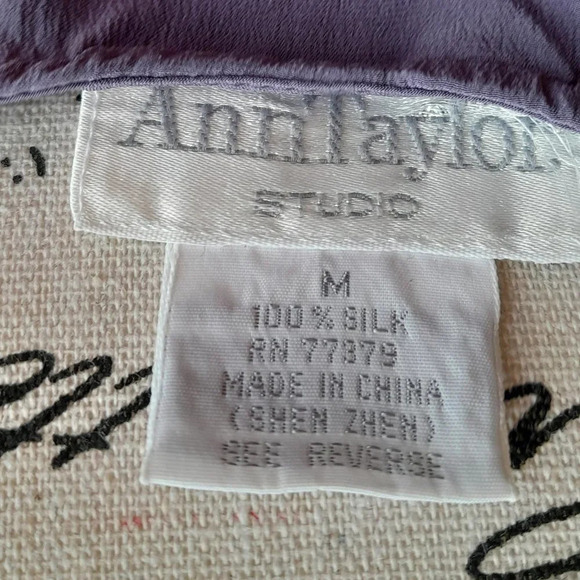 AnnTaylor
STUDIO
M
100% SILK
RN 77379
MADE IN CHINA
(SHEN ZHEN)
SEE REVERSE